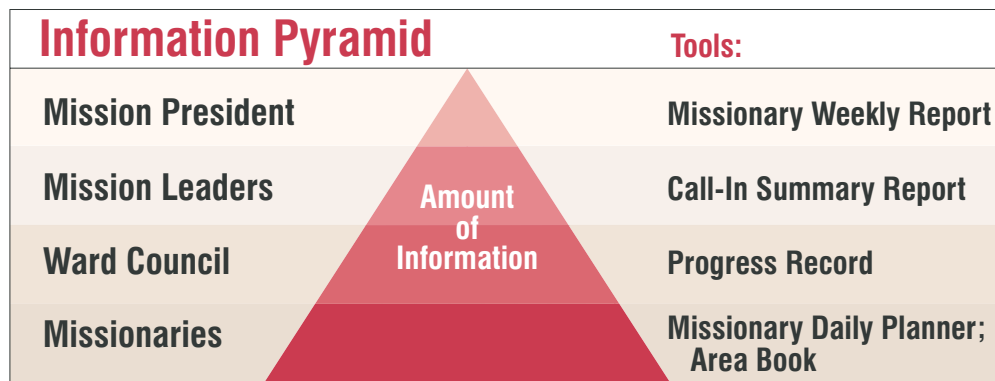 Information Pyramid
Tools:
Mission President
Missionary Weekly Report
Mission Leaders
Call-In Summary Report
Ward Council
Progress Record
Missionaries
Missionary Daily Planner;
Area Book
Amount
of
Information